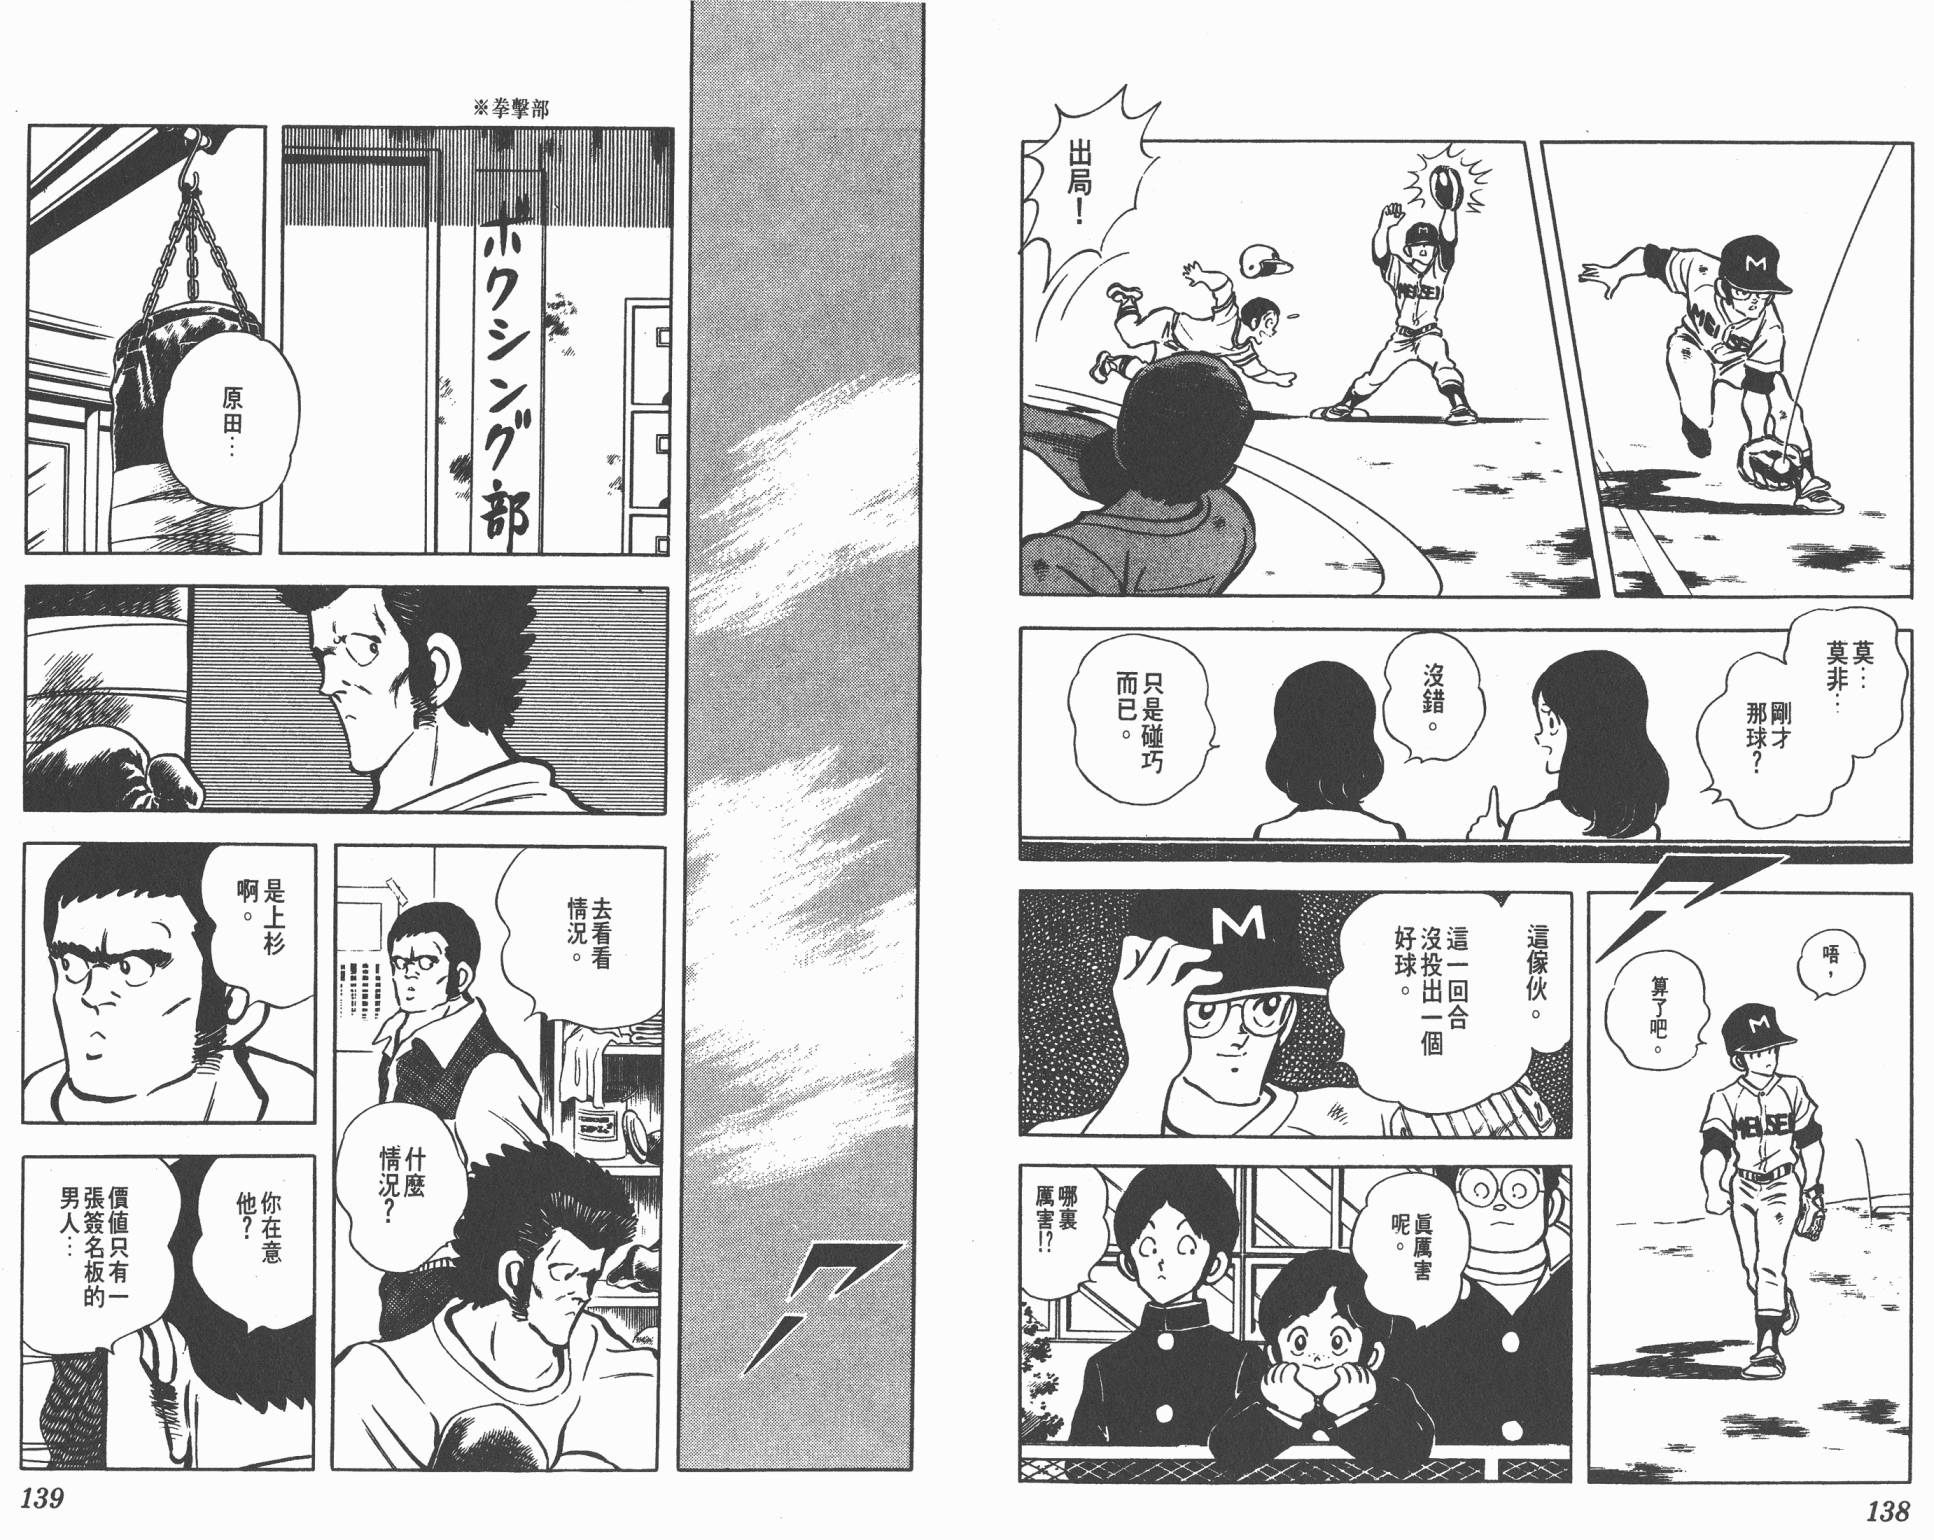 出局！
莫…
莫非…
剛才
那球？
沒錯。
只是碰巧
而已。
唔，
算了吧。
這傢伙。
這一回合
沒投出一個
好球。
眞厲害
呢。
哪裏
厲害!?
M
MEISEI
M
MEISEI
M
M
MEISEI
138
※拳擊部
ボクシング部
原田…
去看看
情況。
什麼
情況？
是上杉
啊。
你在意
他？
價值只有一
張簽名板的
男人…
139